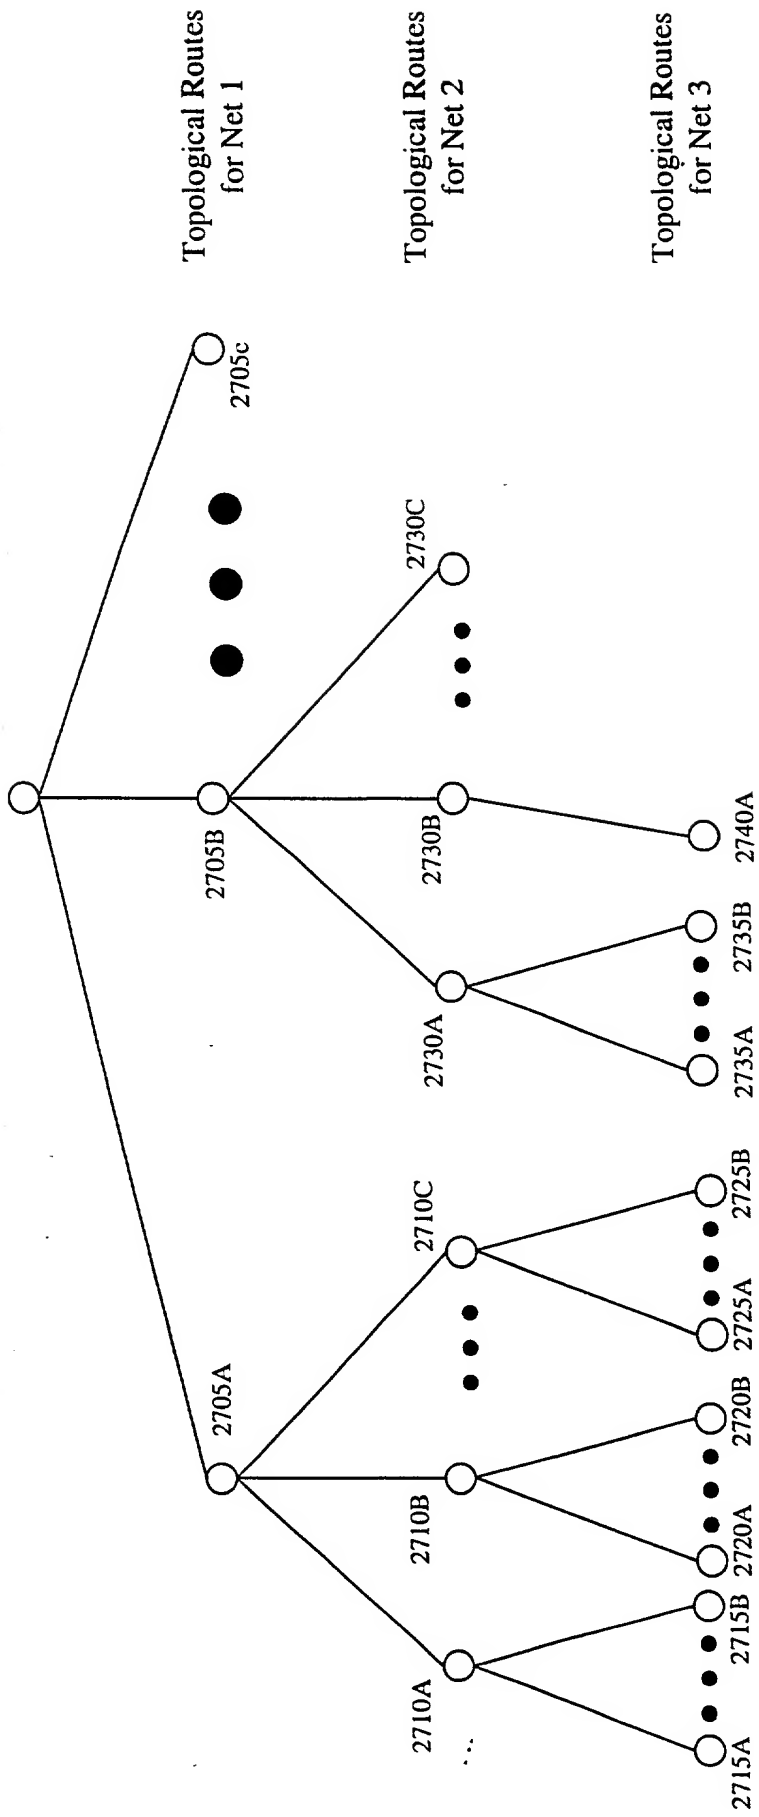 Topological Routes
for Net 1
2705A
2705B
2705c
Topological Routes
for Net 2
2710A
2710B
2710C
2730A
2730B
2730C
Topological Routes
for Net 3
2715A
2715B
2720A
2720B
2725A
2725B
2735A
2735B
2740A